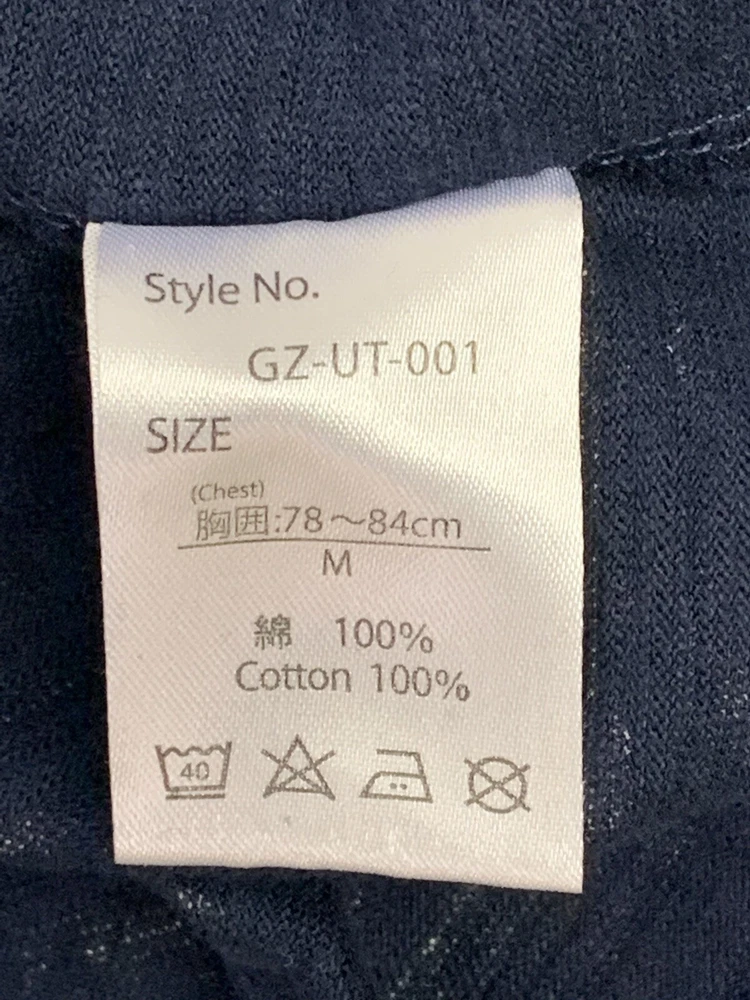 Style No.
GZ-UT-001
SIZE
(Chest)
胸囲:78～84cm
M
綿 100%
Cotton 100%
40